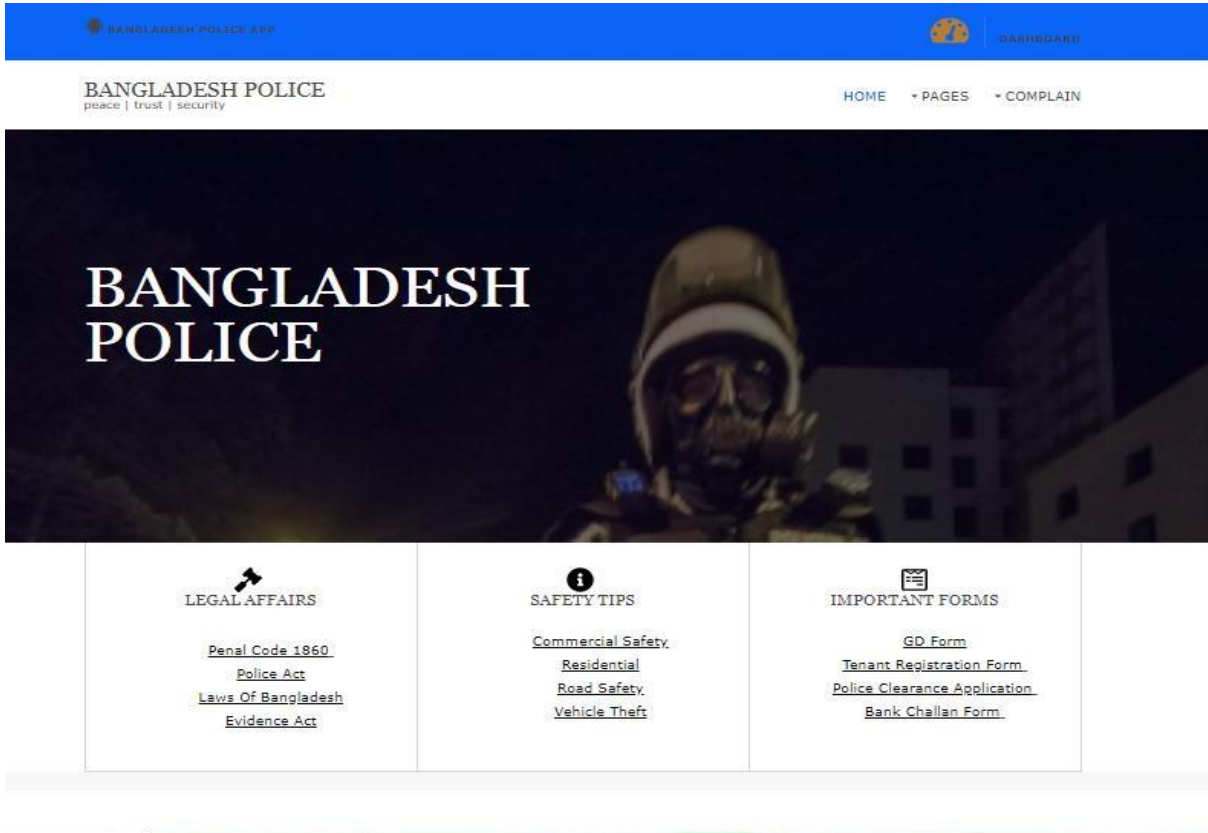 BANGLADESH POLICE APP
DASHBOARD
BANGLADESH POLICE
peace | trust | security
HOME PAGES COMPLAIN
BANGLADESH
POLICE
LEGAL AFFAIRS
Penal Code 1860
Police Act
Laws Of Bangladesh
Evidence Act
SAFETY TIPS
Commercial Safety
Residential
Road Safety
Vehicle Theft
IMPORTANT FORMS
GD Form
Tenant Registration Form
Police Clearance Application
Bank Challan Form